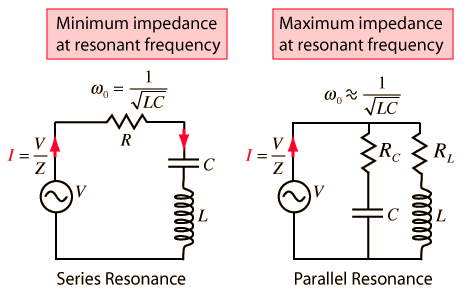 Minimum impedance
at resonant frequency
ω₀ = 1/√LC
R
I = V/Z
V
C
L
Series Resonance
Maximum impedance
at resonant frequency
ω₀ ≈ 1/√LC
I = V/Z
V
R_C
R_L
C
L
Parallel Resonance